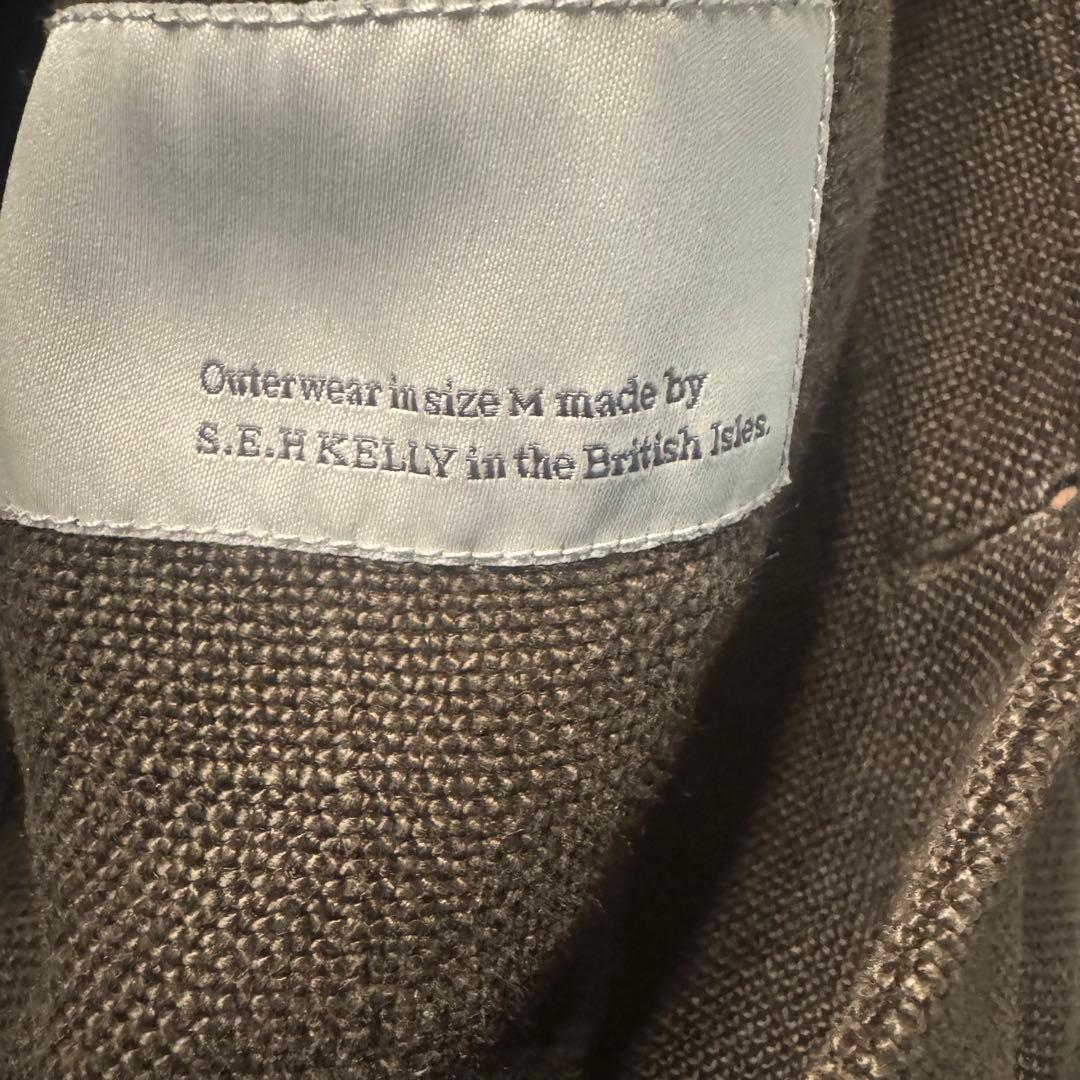 Outerwear in size M made by
S.E.H KELLY in the British Isles.